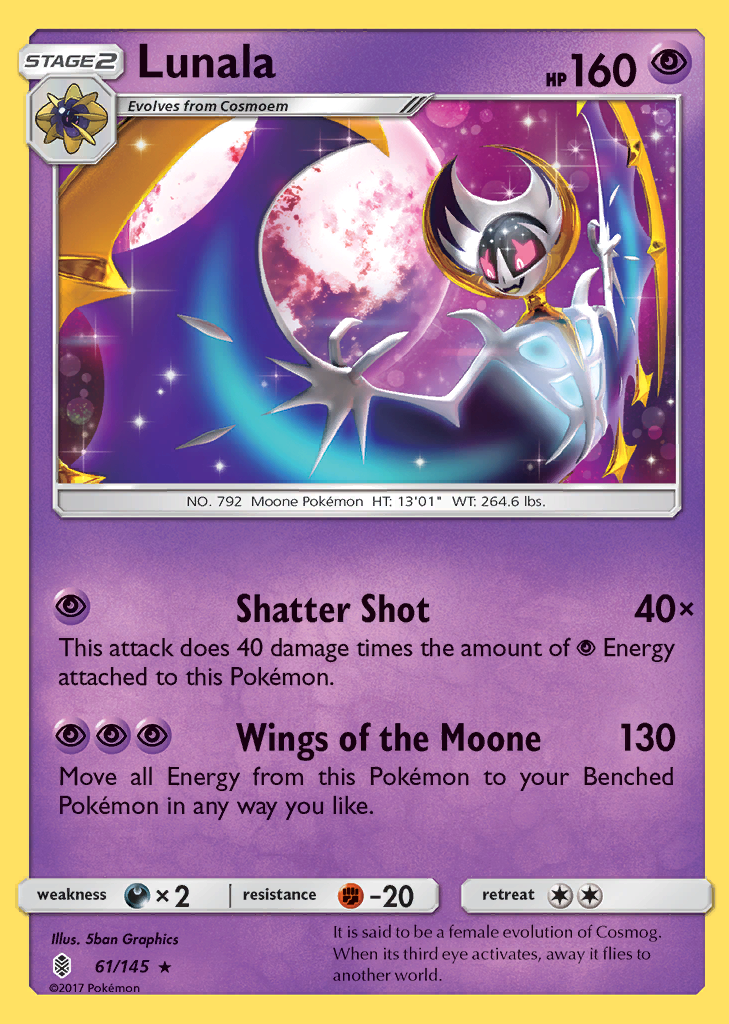 STAGE2 Lunala HP 160
Evolves from Cosmoem
NO. 792 Moone Pokémon HT: 13'01" WT: 264.6 lbs.
Shatter Shot 40×
This attack does 40 damage times the amount of Energy
attached to this Pokémon.
Wings of the Moone 130
Move all Energy from this Pokémon to your Benched
Pokémon in any way you like.
weakness ×2 resistance -20 retreat
Illus. 5ban Graphics
61/145 ★
©2017 Pokémon
It is said to be a female evolution of Cosmog.
When its third eye activates, away it flies to
another world.